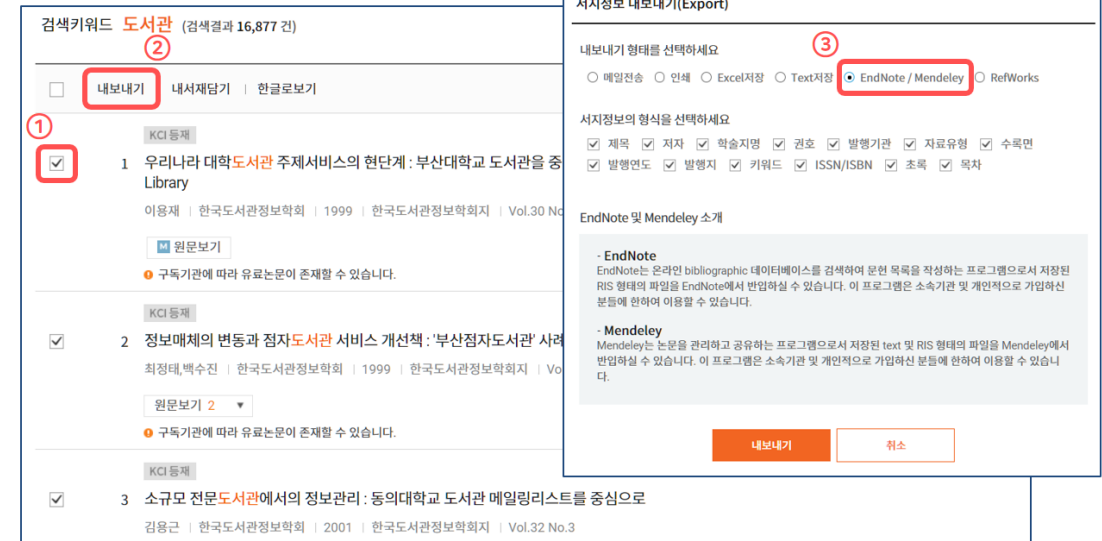 검색키워드 도서관 (검색결과 16,877 건)
②
내보내기 내서재담기 | 한글로보기
①
KCI 등재
1 우리나라 대학도서관 주제서비스의 현단계 : 부산대학교 도서관을 중
Library
이용재 | 한국도서관정보학회 | 1999 | 한국도서관정보학회지 | Vol.30 No
M 원문보기
구독기관에 따라 유료논문이 존재할 수 있습니다.
KCI 등재
2 정보매체의 변동과 점자도서관 서비스 개선책 : '부산점자도서관' 사례
최정태,백수진 | 한국도서관정보학회 | 1999 | 한국도서관정보학회지 | Vo
원문보기 2 ▼
구독기관에 따라 유료논문이 존재할 수 있습니다.
KCI 등재
3 소규모 전문도서관에서의 정보관리 : 동의대학교 도서관 메일링리스트를 중심으로
김용근 | 한국도서관정보학회 | 2001 | 한국도서관정보학회지 | Vol.32 No.3
서지정보 내보내기(Export)
내보내기 형태를 선택하세요
③
메일전송 인쇄 Excel저장 Text저장 EndNote / Mendeley RefWorks
서지정보의 형식을 선택하세요
제목 저자 학술지명 권호 발행기관 자료유형 수록면
발행연도 발행지 키워드 ISSN/ISBN 초록 목차
EndNote 및 Mendeley 소개
- EndNote
EndNote는 온라인 bibliographic 데이터베이스를 검색하여 문헌 목록을 작성하는 프로그램으로서 저장된
RIS 형태의 파일을 EndNote에서 반입하실 수 있습니다. 이 프로그램은 소속기관 및 개인적으로 가입하신
분들에 한하여 이용할 수 있습니다.
- Mendeley
Mendeley는 논문을 관리하고 공유하는 프로그램으로서 저장된 text 및 RIS 형태의 파일을 Mendeley에서
반입하실 수 있습니다. 이 프로그램은 소속기관 및 개인적으로 가입하신 분들에 한하여 이용할 수 있습니
다.
내보내기 취소